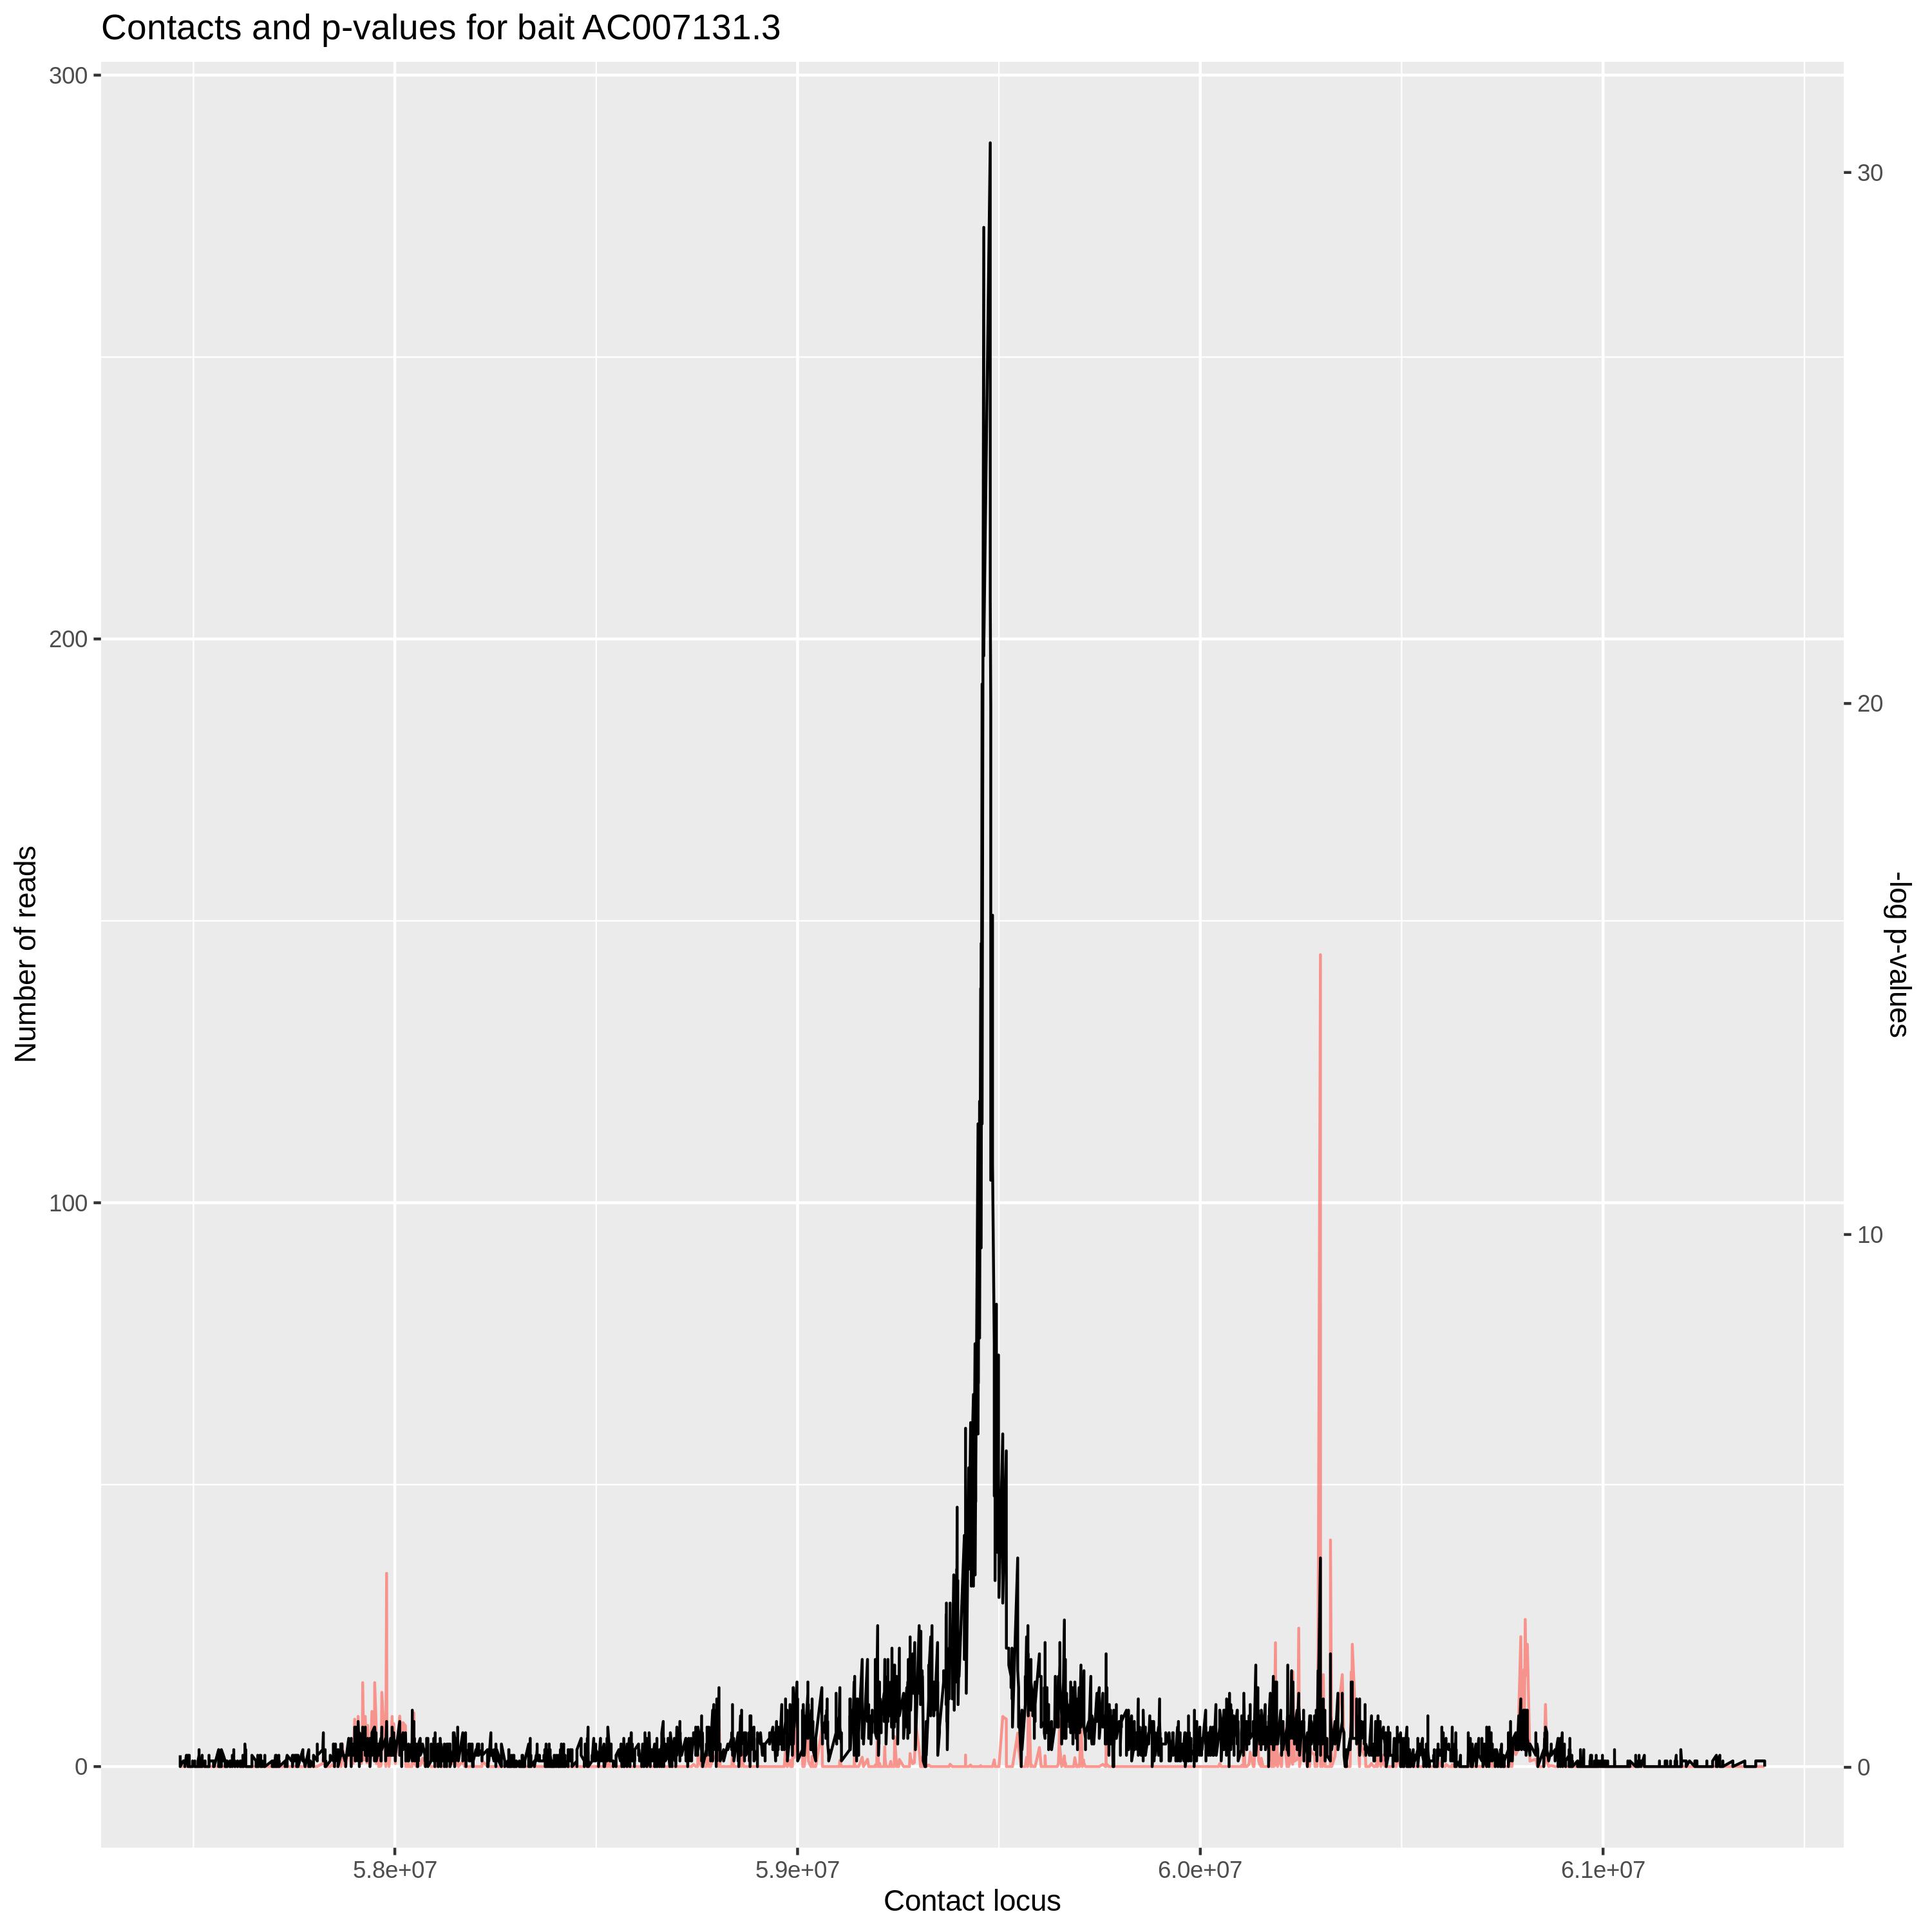 Contacts and p-values for bait AC007131.3
300
200
100
0
Number of reads
30
20
10
0
-log p-values
5.8e+07
5.9e+07
6.0e+07
6.1e+07
Contact locus